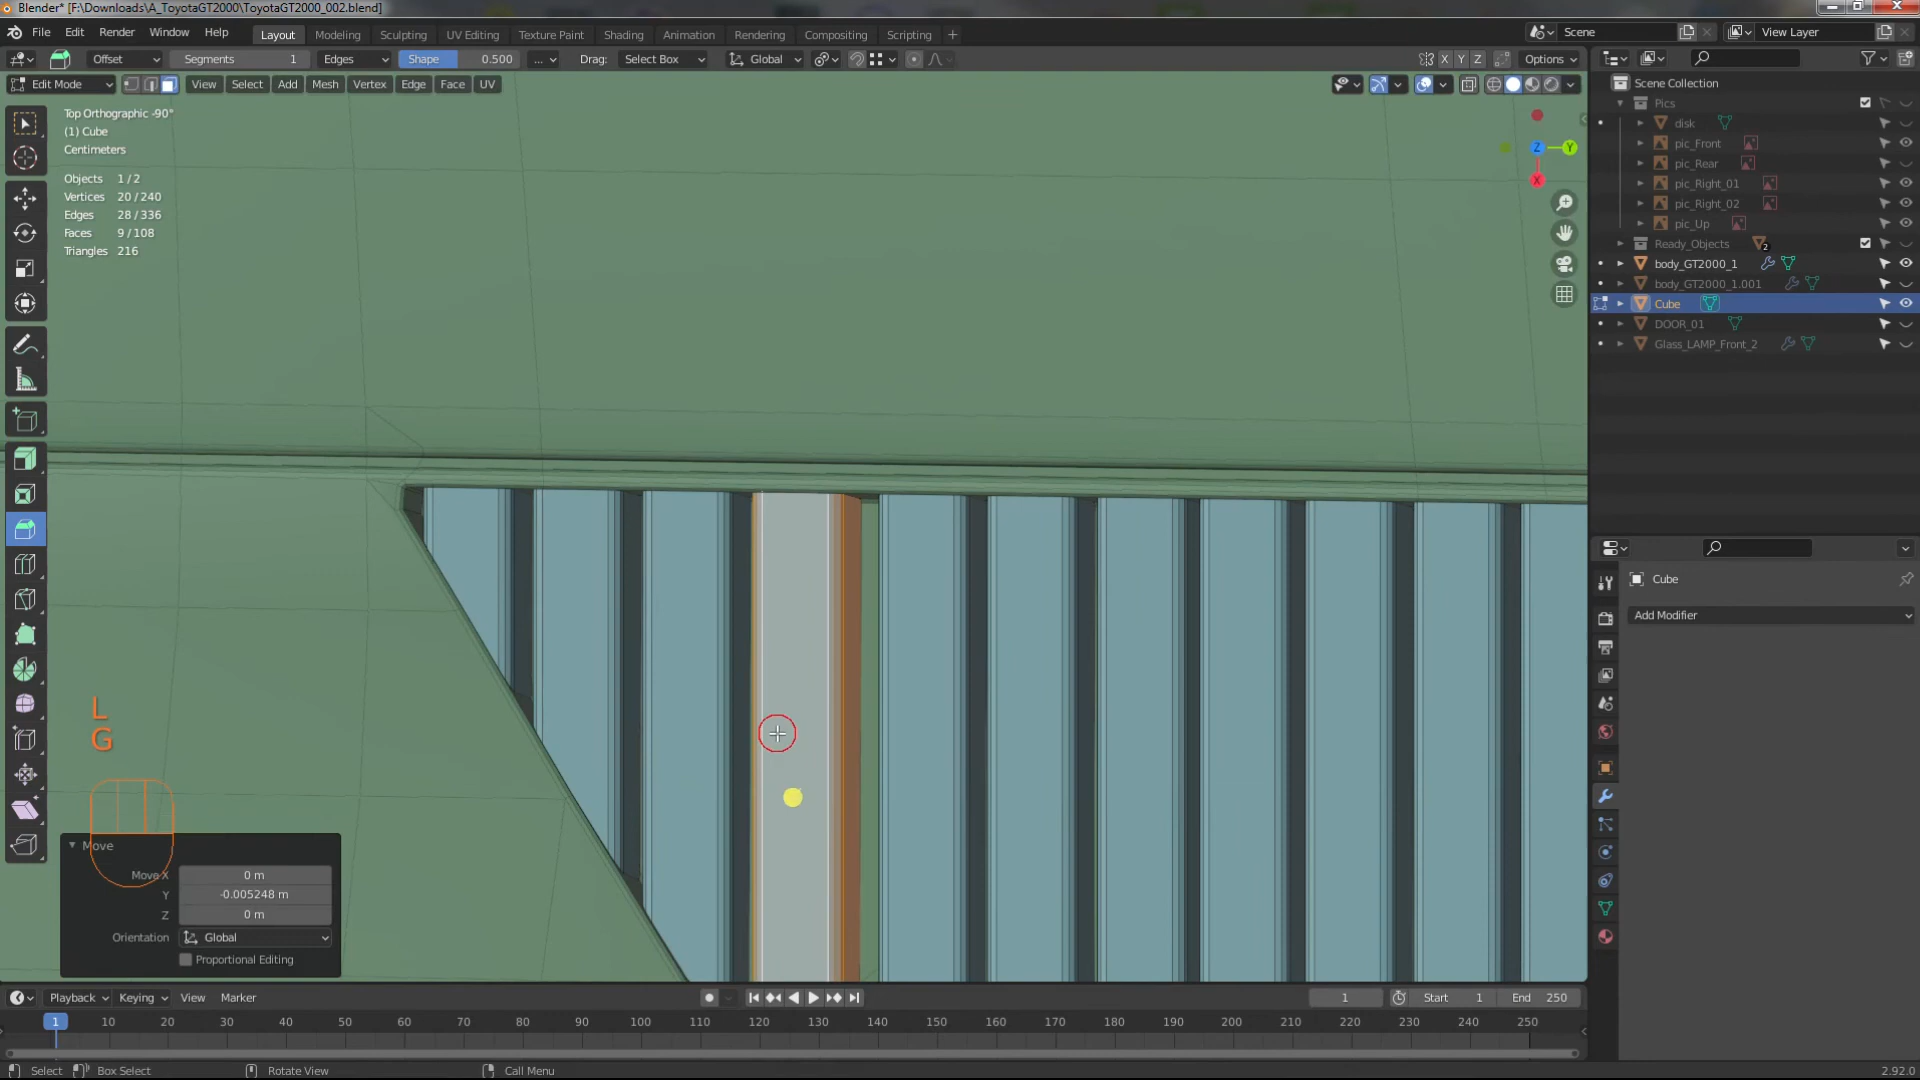 Blender* [F:\Downloads\A_ToyotaGT2000\ToyotaGT2000_002.blend]
File Edit Render Window Help Layout Modeling Sculpting UV Editing Texture Paint Shading Animation Rendering Compositing Scripting Scene View Layer
Offset Segments 1 Edges Shape 0.500 ... Drag: Select Box Global X Y Z Options
Edit Mode View Select Add Mesh Vertex Edge Face UV
Scene Collection
Pics
disk
pic_Front
pic_Rear
pic_Right_01
pic_Right_02
pic_Up
Ready_Objects 2
body_GT2000_1
body_GT2000_1.001
Cube
DOOR_01
Glass_LAMP_Front_2
Top Orthographic -90°
(1) Cube
Centimeters
Objects 1/2
Vertices 20/240
Edges 28/336
Faces 9/108
Triangles 216
Z Y
X
Cube
Add Modifier
L
G
Move
Move X 0 m
Y -0.005248 m
Z 0 m
Orientation Global
Proportional Editing
Playback Keying View Marker 1 Start 1 End 250
1 10 20 30 40 50 60 70 80 90 100 110 120 130 140 150 160 170 180 190 200 210 220 230 240 250
Select Box Select Rotate View Call Menu 2.92.0